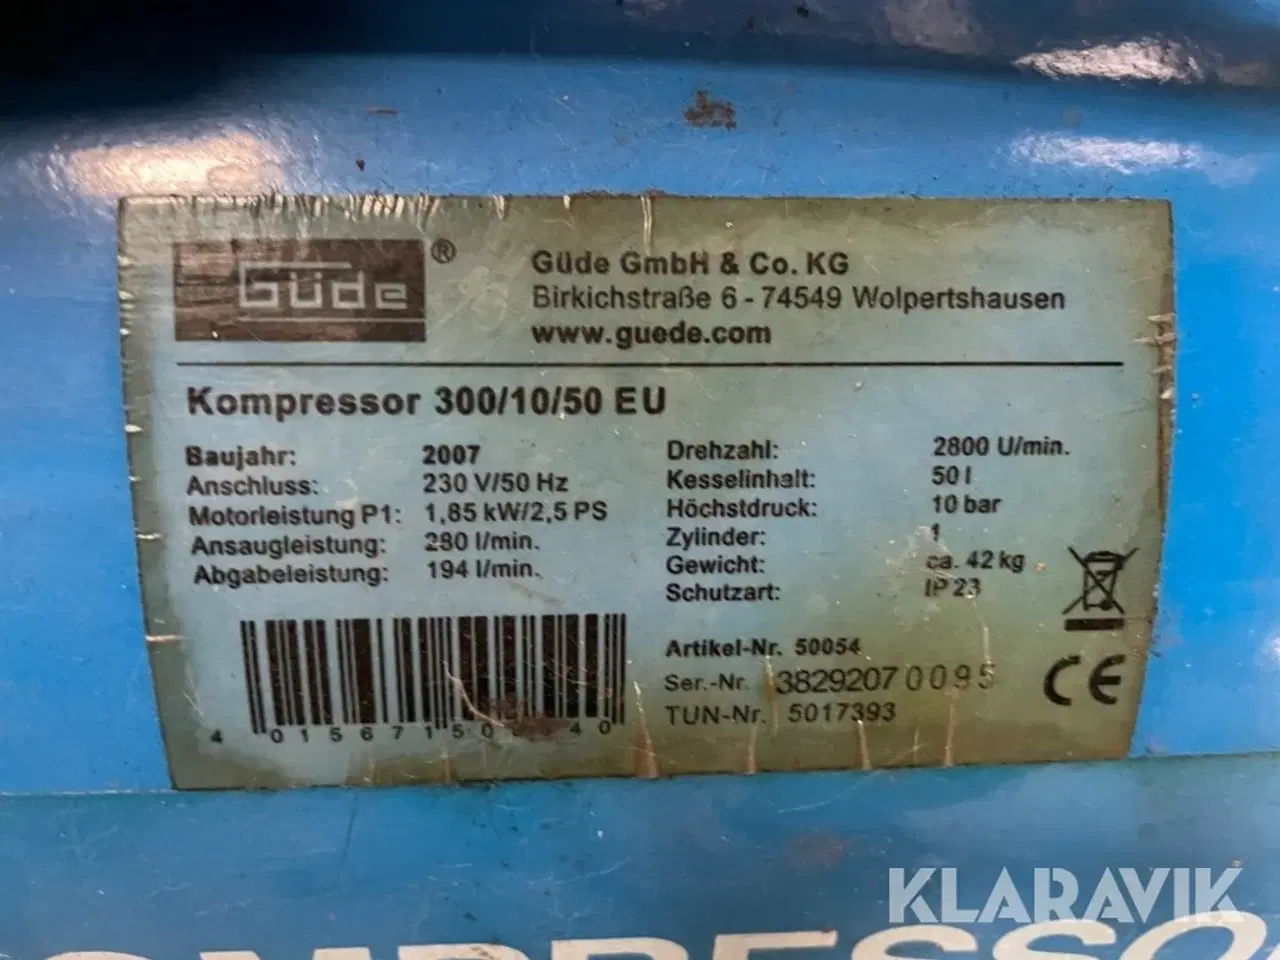 Güde ®
Güde GmbH & Co. KG
Birkichstraße 6 - 74549 Wolpertshausen
www.guede.com
Kompressor 300/10/50 EU
Baujahr: 2007
Anschluss: 230 V/50 Hz
Motorleistung P1: 1,85 kW/2,5 PS
Ansaugleistung: 280 l/min.
Abgabeleistung: 194 l/min.
Drehzahl: 2800 U/min.
Kesselinhalt: 50 l
Höchstdruck: 10 bar
Zylinder: 1
Gewicht: ca. 42 kg
Schutzart: IP 23
Artikel-Nr. 50054
Ser.-Nr. 38292070095
TUN-Nr. 5017393
CE
KLARAVIK